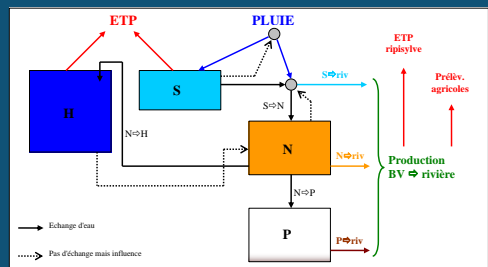 ETP
PLUIE
ETP
ripisylve
Prélèv.
agricoles
H
S
S⇨riv
S⇨N
N⇨H
N
N⇨riv
Production
BV ⇨ rivière
N⇨P
P
P⇨riv
Echange d'eau
Pas d'échange mais influence